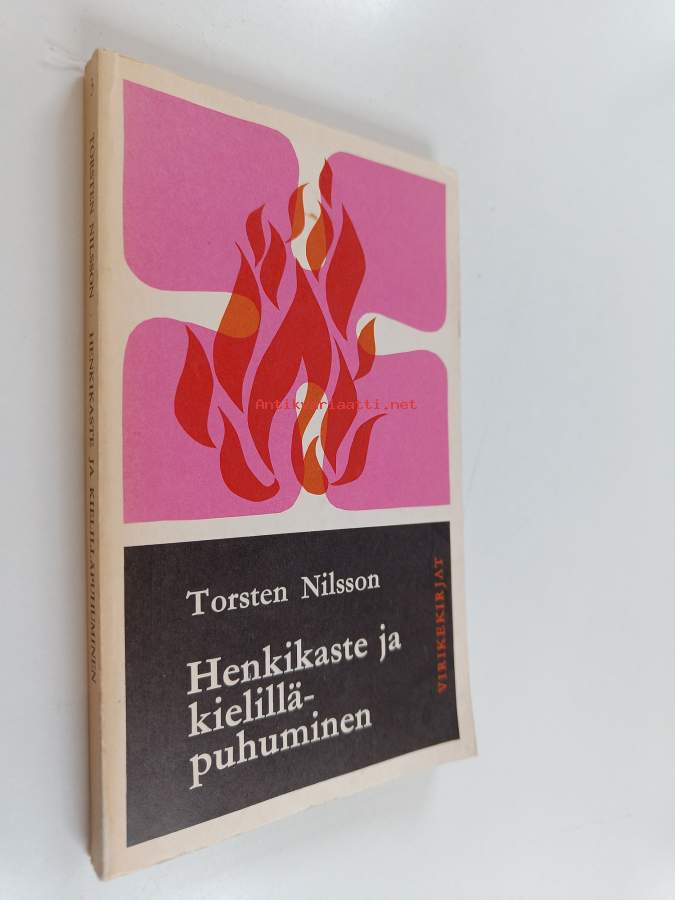 TORSTEN NILSSON · HENKIKASTE JA KIELILLÄPUHUMINEN
Antikvariaatti.net
Torsten Nilsson
Henkikaste ja
kielillä-
puhuminen
VIRIKEKIRJAT